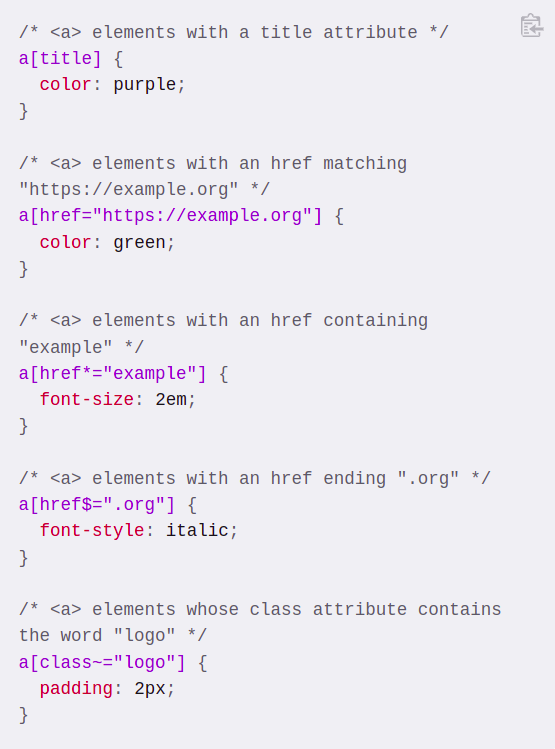 /* <a> elements with a title attribute */
a[title] {
  color: purple;
}

/* <a> elements with an href matching
"https://example.org" */
a[href="https://example.org"] {
  color: green;
}

/* <a> elements with an href containing
"example" */
a[href*="example"] {
  font-size: 2em;
}

/* <a> elements with an href ending ".org" */
a[href$=".org"] {
  font-style: italic;
}

/* <a> elements whose class attribute contains
the word "logo" */
a[class~="logo"] {
  padding: 2px;
}